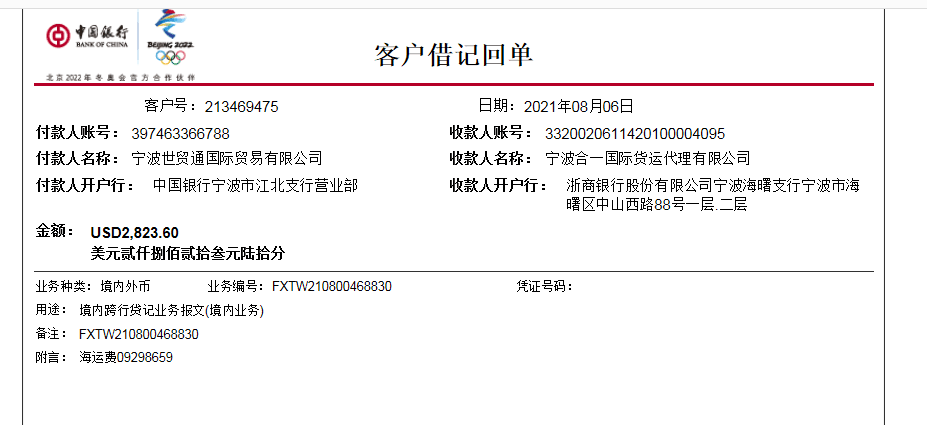 中国银行
BANK OF CHINA
BEIJING 2022
北京2022年冬奥会官方合作伙伴
客户借记回单
客户号：213469475 日期：2021年08月06日
付款人账号：397463366788 收款人账号：3320020611420100004095
付款人名称：宁波世贸通国际贸易有限公司 收款人名称：宁波合一国际货运代理有限公司
付款人开户行：中国银行宁波市江北支行营业部 收款人开户行：浙商银行股份有限公司宁波海曙支行宁波市海
曙区中山西路88号一层.二层
金额：USD2,823.60
美元贰仟捌佰贰拾叁元陆拾分
业务种类：境内外币 业务编号：FXTW210800468830 凭证号码：
用途：境内跨行贷记业务报文(境内业务)
备注：FXTW210800468830
附言：海运费09298659